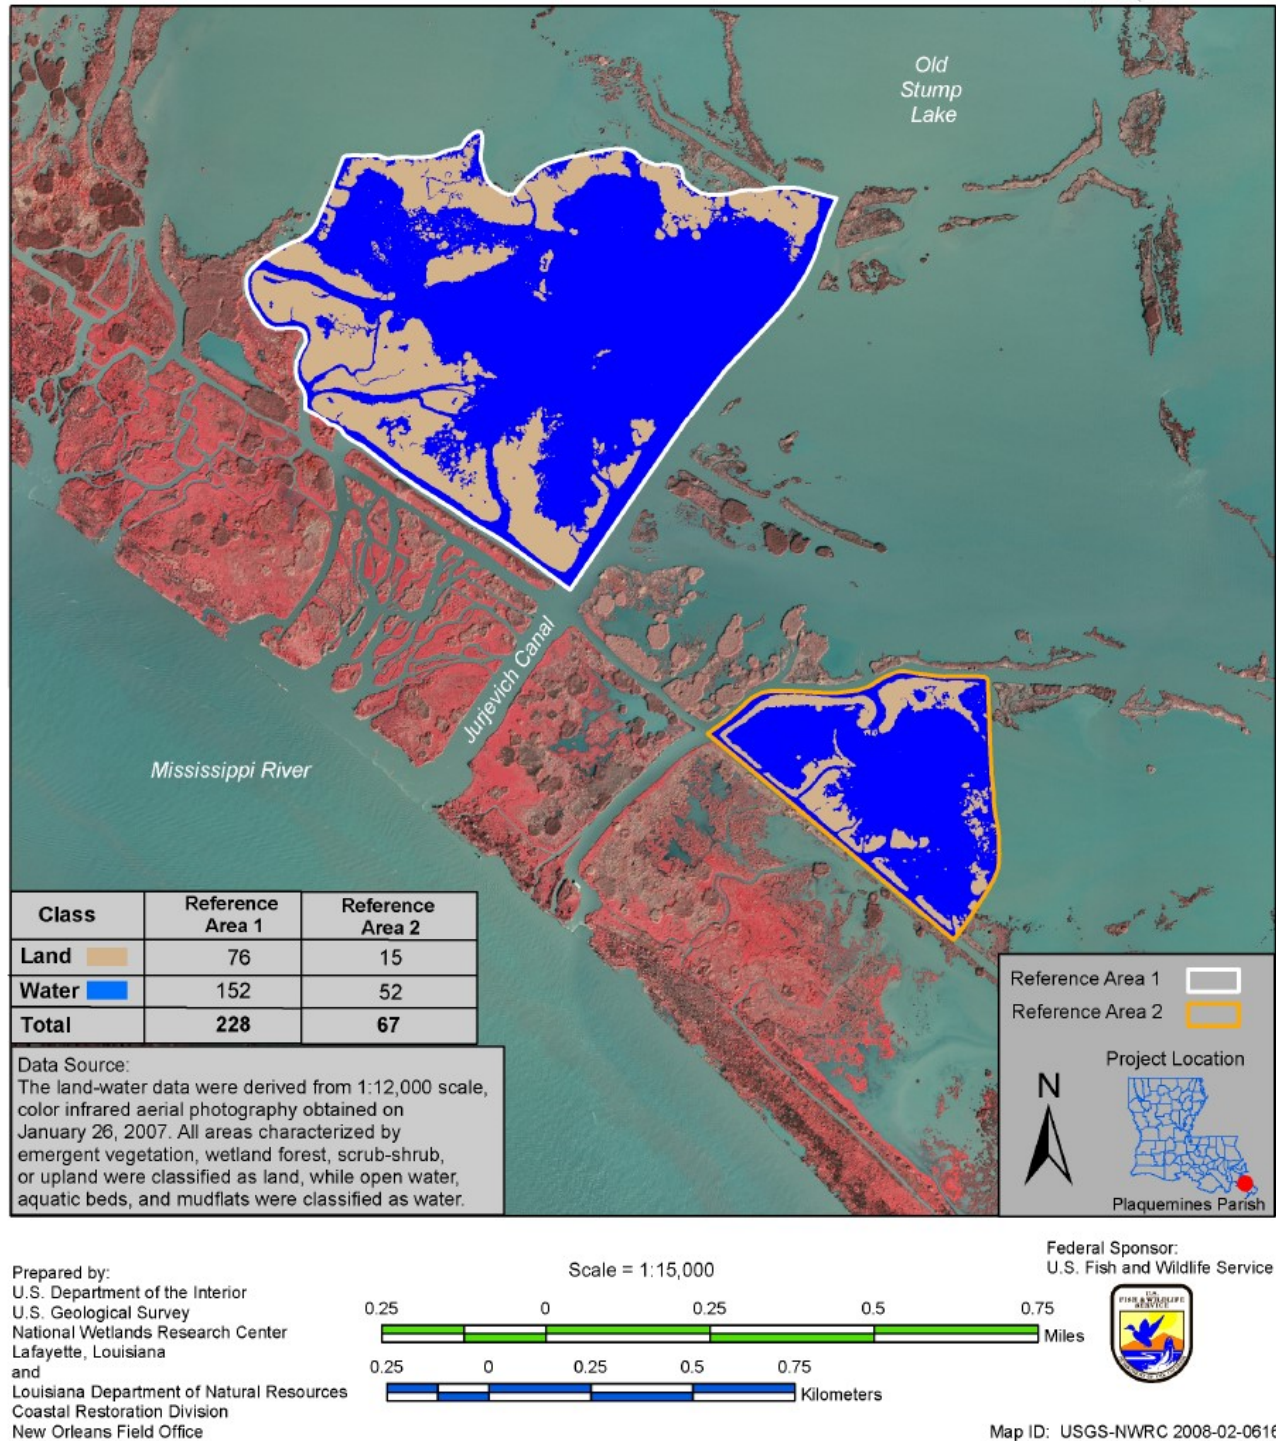 Old
Stump
Lake
Jurjevich Canal
Mississippi River
Class Reference Area 1 Reference Area 2
Land 76 15
Water 152 52
Total 228 67
Data Source:
The land-water data were derived from 1:12,000 scale,
color infrared aerial photography obtained on
January 26, 2007. All areas characterized by
emergent vegetation, wetland forest, scrub-shrub,
or upland were classified as land, while open water,
aquatic beds, and mudflats were classified as water.
Reference Area 1
Reference Area 2
N
Project Location
Plaquemines Parish
Prepared by:
U.S. Department of the Interior
U.S. Geological Survey
National Wetlands Research Center
Lafayette, Louisiana
and
Louisiana Department of Natural Resources
Coastal Restoration Division
New Orleans Field Office
Scale = 1:15,000
0.25 0 0.25 0.5 0.75
Miles
0.25 0 0.25 0.5 0.75
Kilometers
Federal Sponsor:
U.S. Fish and Wildlife Service
U.S.
FISH & WILDLIFE
SERVICE
Map ID: USGS-NWRC 2008-02-0616